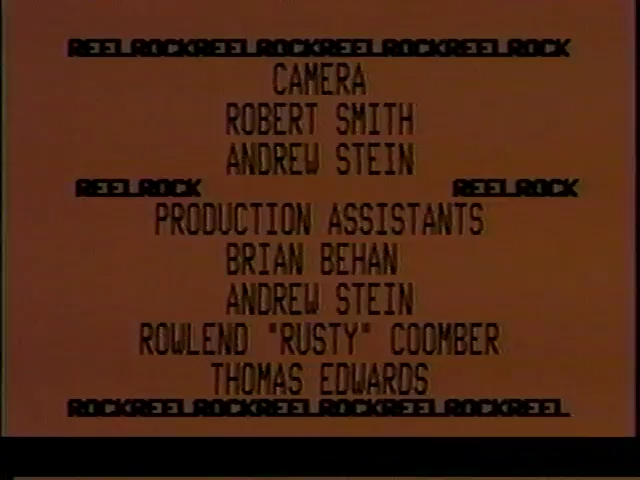 REELROCKREELROCKREELROCKREELROCK
CAMERA
ROBERT SMITH
ANDREW STEIN
REELROCK REELROCK
PRODUCTION ASSISTANTS
BRIAN BEHAN
ANDREW STEIN
ROWLEND "RUSTY" COOMBER
THOMAS EDWARDS
ROCKREELROCKREELROCKREELROCKREEL